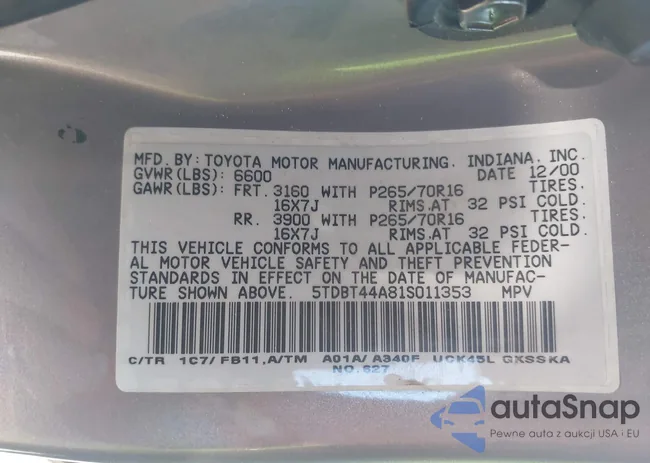 MFD. BY: TOYOTA MOTOR MANUFACTURING, INDIANA, INC.
GVWR(LBS): 6600 DATE 12/00
GAWR(LBS): FRT. 3160 WITH P265/70R16 TIRES.
16X7J RIMS.AT 32 PSI COLD.
RR. 3900 WITH P265/70R16 TIRES.
16X7J RIMS.AT 32 PSI COLD.
THIS VEHICLE CONFORMS TO ALL APPLICABLE FEDER-
AL MOTOR VEHICLE SAFETY AND THEFT PREVENTION
STANDARDS IN EFFECT ON THE DATE OF MANUFAC-
TURE SHOWN ABOVE. 5TDBT44A81S011353 MPV
C/TR 1C7/ FB11,A/TM A01A/ A340F UCK45L GXSSKA
NO.627
autaSnap
Pewne auta z aukcji USA i EU